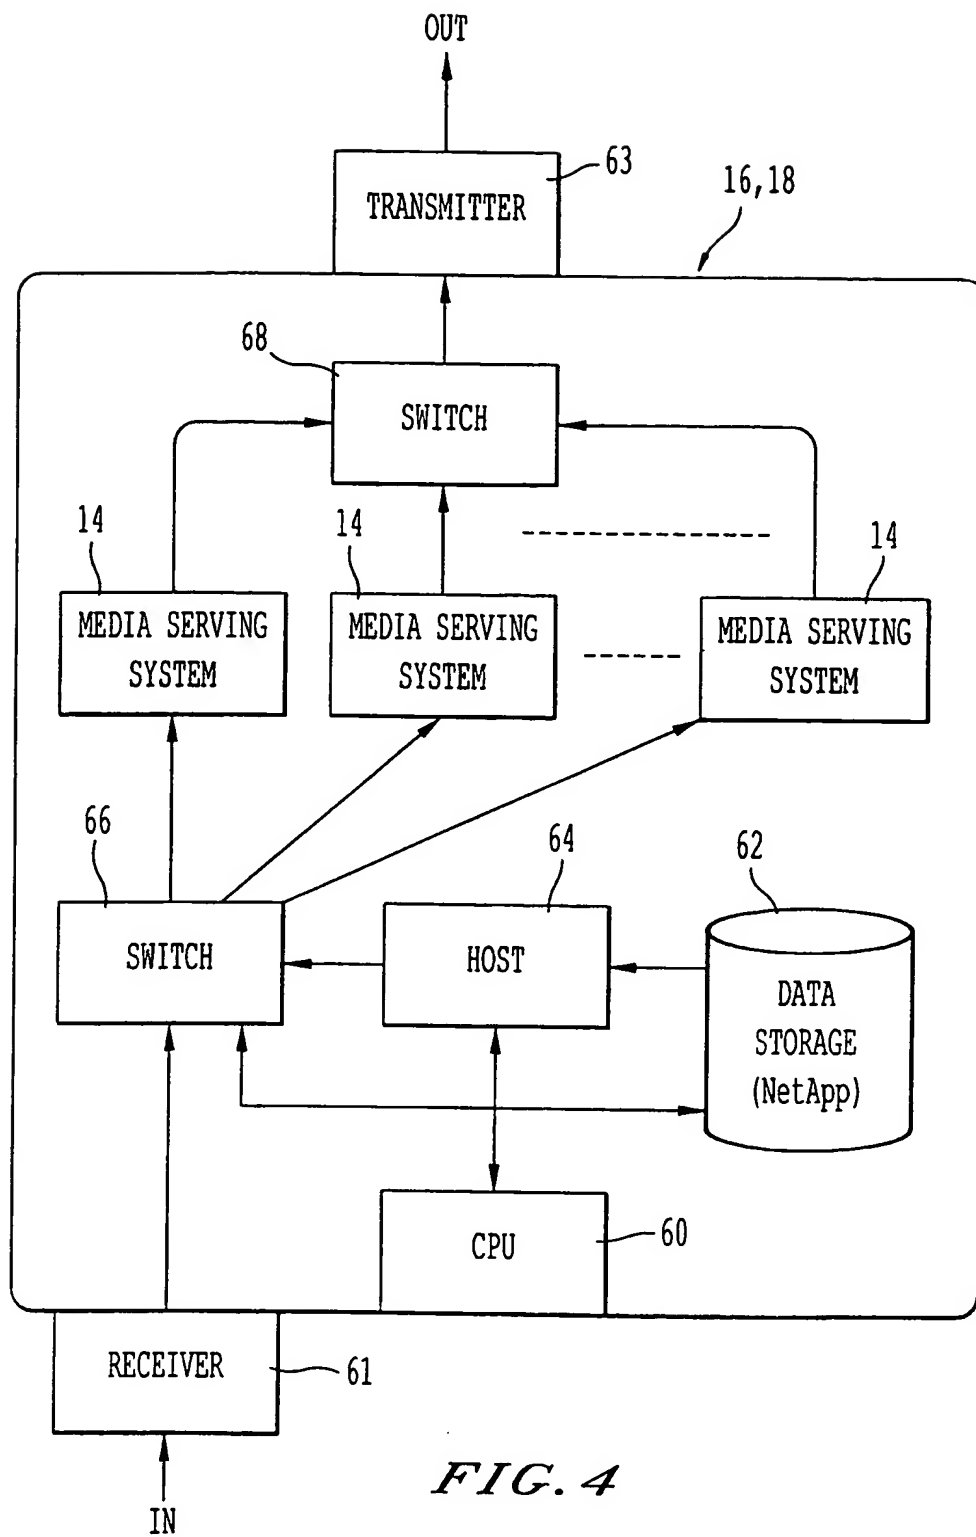 OUT
63
TRANSMITTER
16,18
68
SWITCH
14
14
14
MEDIA SERVING
SYSTEM
MEDIA SERVING
SYSTEM
MEDIA SERVING
SYSTEM
66
64
62
SWITCH
HOST
DATA
STORAGE
(NetApp)
CPU
60
RECEIVER
61
IN
FIG. 4